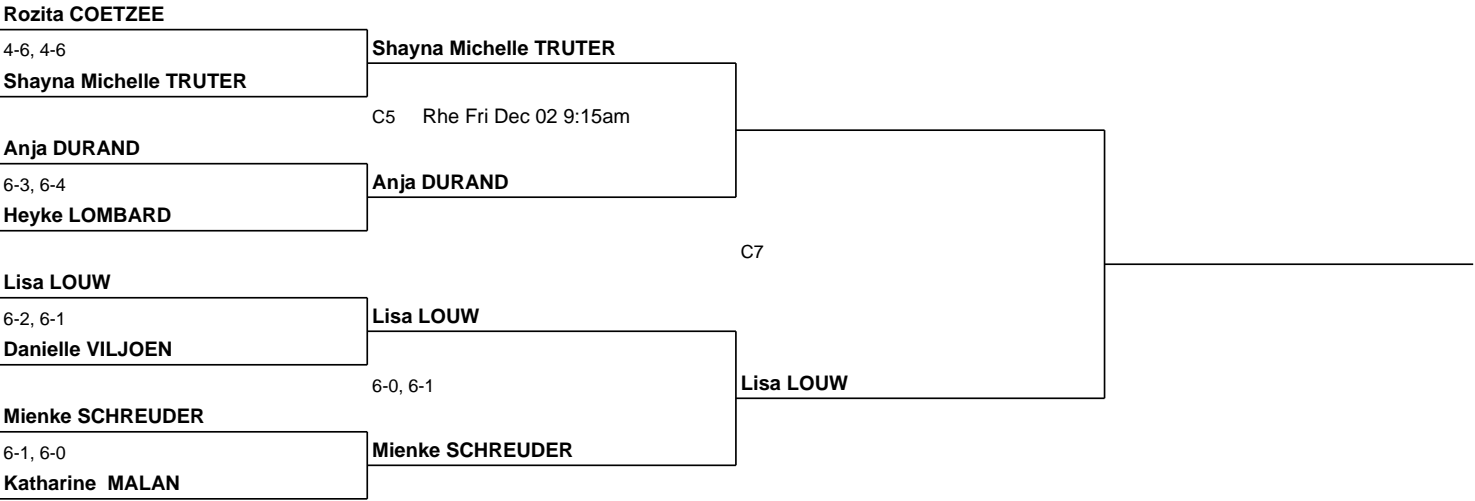 Rozita COETZEE
4-6, 4-6
Shayna Michelle TRUTER
Shayna Michelle TRUTER
C5 Rhe Fri Dec 02 9:15am
Anja DURAND
6-3, 6-4
Anja DURAND
Heyke LOMBARD
C7
Lisa LOUW
6-2, 6-1
Lisa LOUW
Danielle VILJOEN
6-0, 6-1
Lisa LOUW
Mienke SCHREUDER
6-1, 6-0
Mienke SCHREUDER
Katharine MALAN